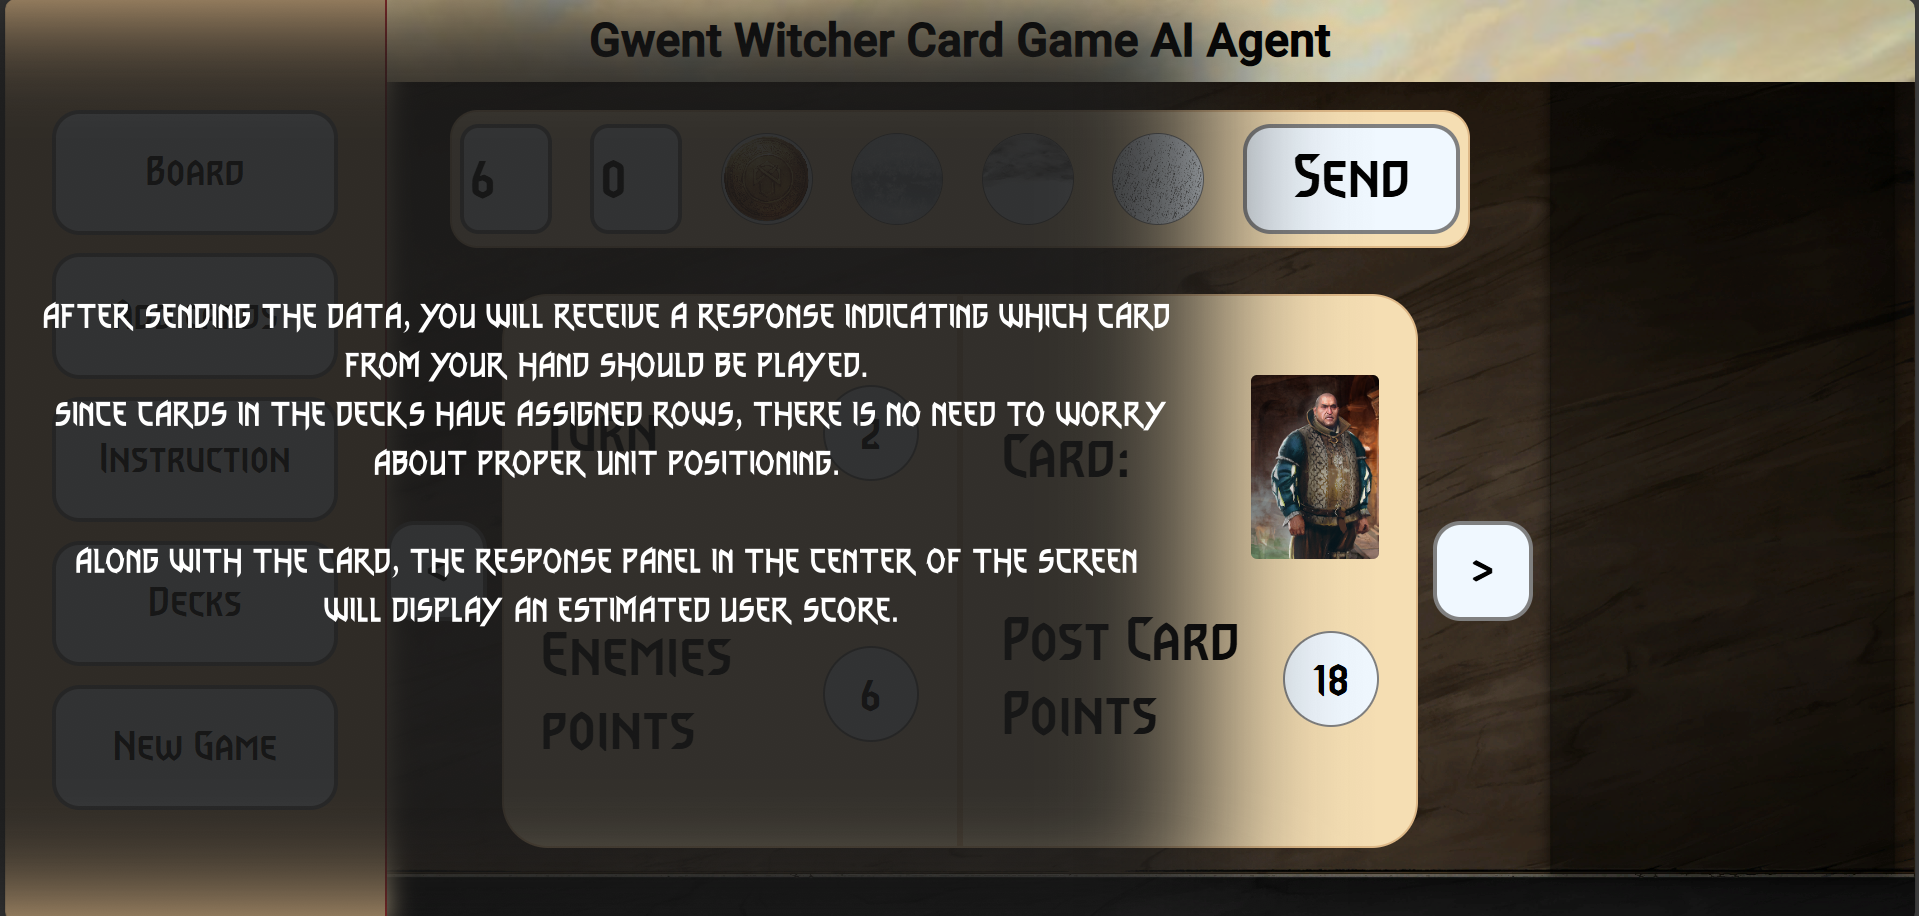 Gwent Witcher Card Game AI Agent
Board
6
0
Send
AFTER SENDING THE DATA, YOU WILL RECEIVE A RESPONSE INDICATING WHICH CARD
FROM YOUR HAND SHOULD BE PLAYED.
SINCE CARDS IN THE DECKS HAVE ASSIGNED ROWS, THERE IS NO NEED TO WORRY
ABOUT PROPER UNIT POSITIONING.
ALONG WITH THE CARD, THE RESPONSE PANEL IN THE CENTER OF THE SCREEN
WILL DISPLAY AN ESTIMATED USER SCORE.
Instruction
Decks
New Game
Turn
2
Card:
<
>
Enemies
points
6
Post Card
Points
18